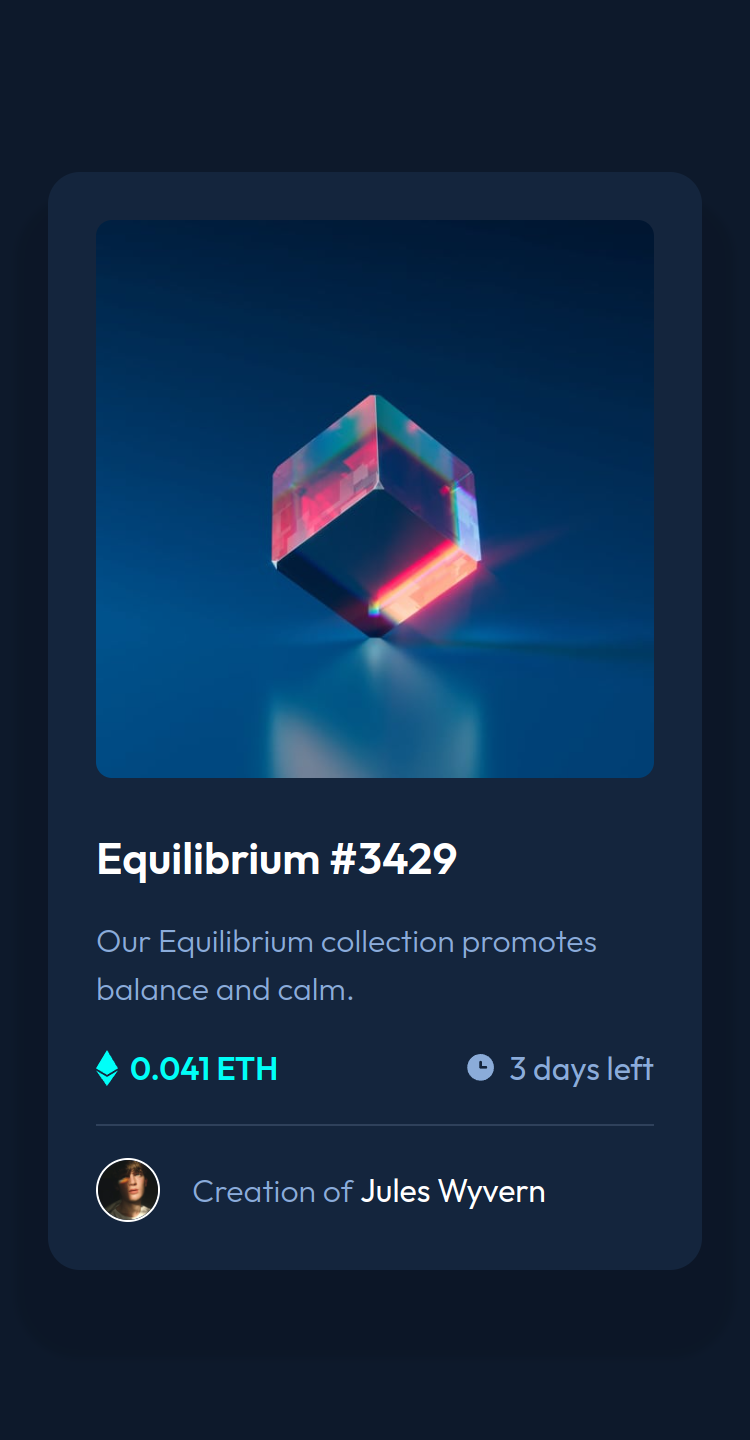 Equilibrium #3429
Our Equilibrium collection promotes
balance and calm.
0.041 ETH
3 days left
Creation of Jules Wyvern